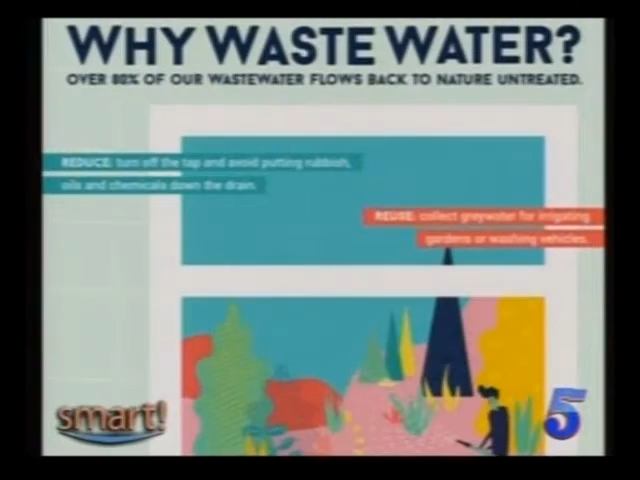 WHY WASTE WATER?
OVER 80% OF OUR WASTEWATER FLOWS BACK TO NATURE UNTREATED.
REDUCE: turn off the tap and avoid putting rubbish,
oils and chemicals down the drain.
REUSE: collect greywater for irrigating
gardens or washing vehicles.
smart!
5